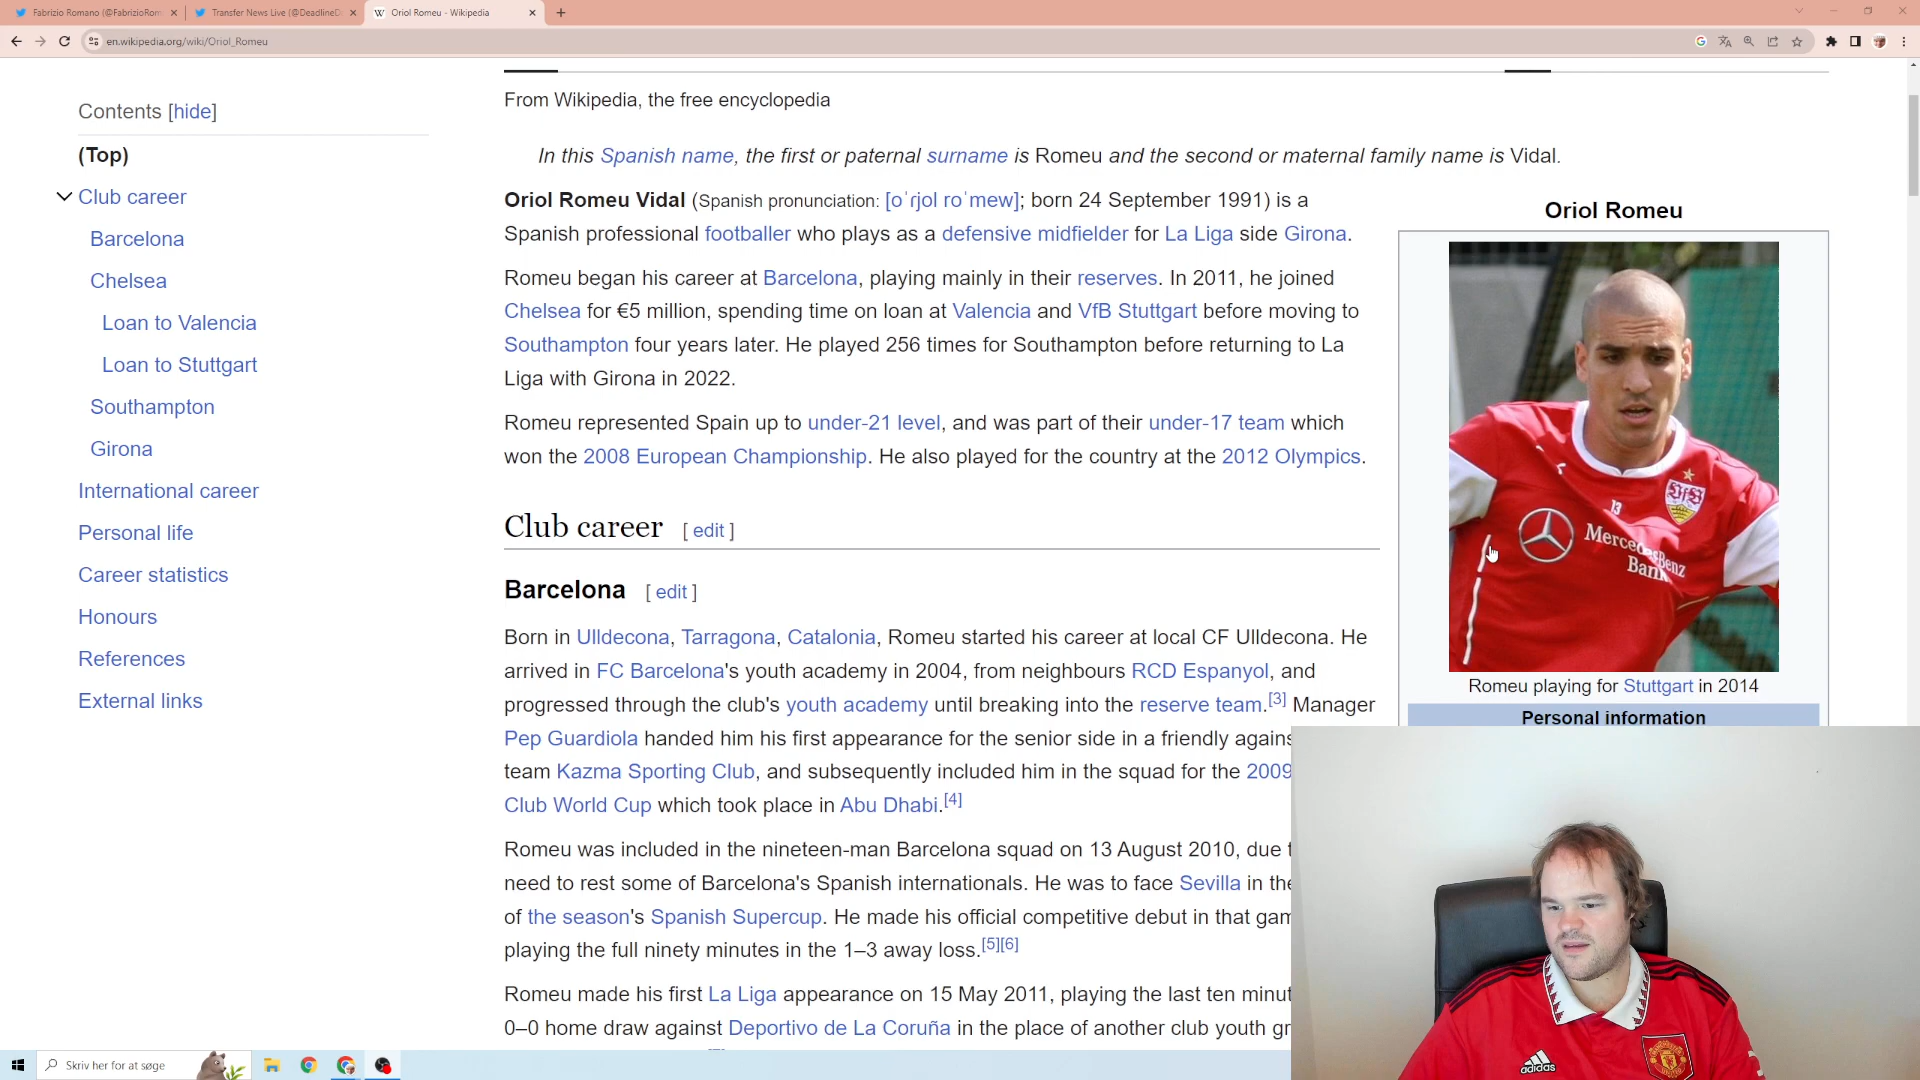 Fabrizio Romano (@FabrizioRom
Transfer News Live (@DeadlineD
Oriol Romeu - Wikipedia
en.wikipedia.org/wiki/Oriol_Romeu
From Wikipedia, the free encyclopedia
Contents [hide]
(Top)
Club career
Barcelona
Chelsea
Loan to Valencia
Loan to Stuttgart
Southampton
Girona
International career
Personal life
Career statistics
Honours
References
External links
In this Spanish name, the first or paternal surname is Romeu and the second or maternal family name is Vidal.
Oriol Romeu Vidal (Spanish pronunciation: [oˈɾjol roˈmew]; born 24 September 1991) is a
Spanish professional footballer who plays as a defensive midfielder for La Liga side Girona.
Romeu began his career at Barcelona, playing mainly in their reserves. In 2011, he joined
Chelsea for €5 million, spending time on loan at Valencia and VfB Stuttgart before moving to
Southampton four years later. He played 256 times for Southampton before returning to La
Liga with Girona in 2022.
Romeu represented Spain up to under-21 level, and was part of their under-17 team which
won the 2008 European Championship. He also played for the country at the 2012 Olympics.
Club career [ edit ]
Barcelona [ edit ]
Born in Ulldecona, Tarragona, Catalonia, Romeu started his career at local CF Ulldecona. He
arrived in FC Barcelona's youth academy in 2004, from neighbours RCD Espanyol, and
progressed through the club's youth academy until breaking into the reserve team.[3] Manager
Pep Guardiola handed him his first appearance for the senior side in a friendly agains
team Kazma Sporting Club, and subsequently included him in the squad for the 2009
Club World Cup which took place in Abu Dhabi.[4]
Romeu was included in the nineteen-man Barcelona squad on 13 August 2010, due t
need to rest some of Barcelona's Spanish internationals. He was to face Sevilla in the
of the season's Spanish Supercup. He made his official competitive debut in that gam
playing the full ninety minutes in the 1–3 away loss.[5][6]
Romeu made his first La Liga appearance on 15 May 2011, playing the last ten minut
0–0 home draw against Deportivo de La Coruña in the place of another club youth gr
Oriol Romeu
VfB
13
Mercedes-Benz
Bank
Romeu playing for Stuttgart in 2014
Personal information
adidas
Skriv her for at søge